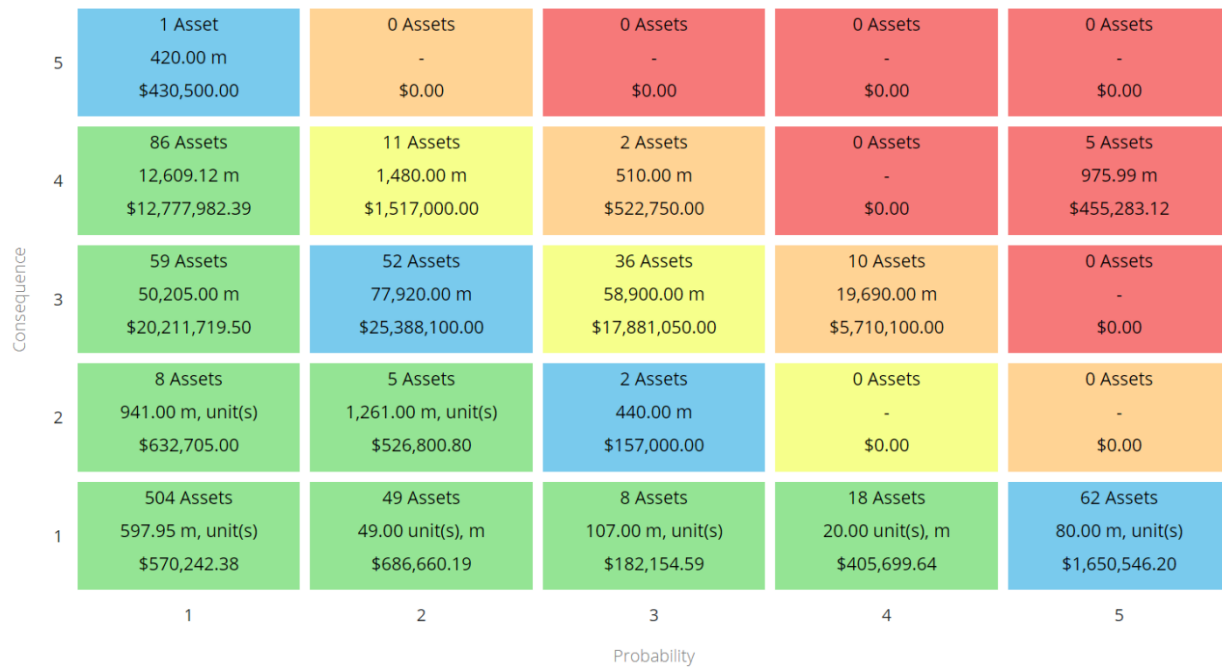 1 Asset
420.00 m
$430,500.00
0 Assets
-
$0.00
0 Assets
-
$0.00
0 Assets
-
$0.00
0 Assets
-
$0.00
5
86 Assets
12,609.12 m
$12,777,982.39
11 Assets
1,480.00 m
$1,517,000.00
2 Assets
510.00 m
$522,750.00
0 Assets
-
$0.00
5 Assets
975.99 m
$455,283.12
4
59 Assets
50,205.00 m
$20,211,719.50
52 Assets
77,920.00 m
$25,388,100.00
36 Assets
58,900.00 m
$17,881,050.00
10 Assets
19,690.00 m
$5,710,100.00
0 Assets
-
$0.00
3
Consequence
8 Assets
941.00 m, unit(s)
$632,705.00
5 Assets
1,261.00 m, unit(s)
$526,800.80
2 Assets
440.00 m
$157,000.00
0 Assets
-
$0.00
0 Assets
-
$0.00
2
504 Assets
597.95 m, unit(s)
$570,242.38
49 Assets
49.00 unit(s), m
$686,660.19
8 Assets
107.00 m, unit(s)
$182,154.59
18 Assets
20.00 unit(s), m
$405,699.64
62 Assets
80.00 m, unit(s)
$1,650,546.20
1
1 2 3 4 5
Probability